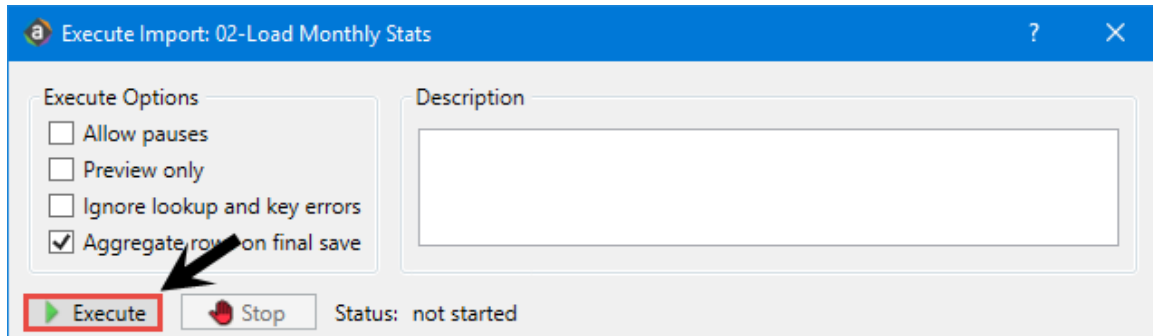 Execute Import: 02-Load Monthly Stats
Execute Options
Allow pauses
Preview only
Ignore lookup and key errors
Aggregate rows on final save
Description
Execute
Stop
Status: not started